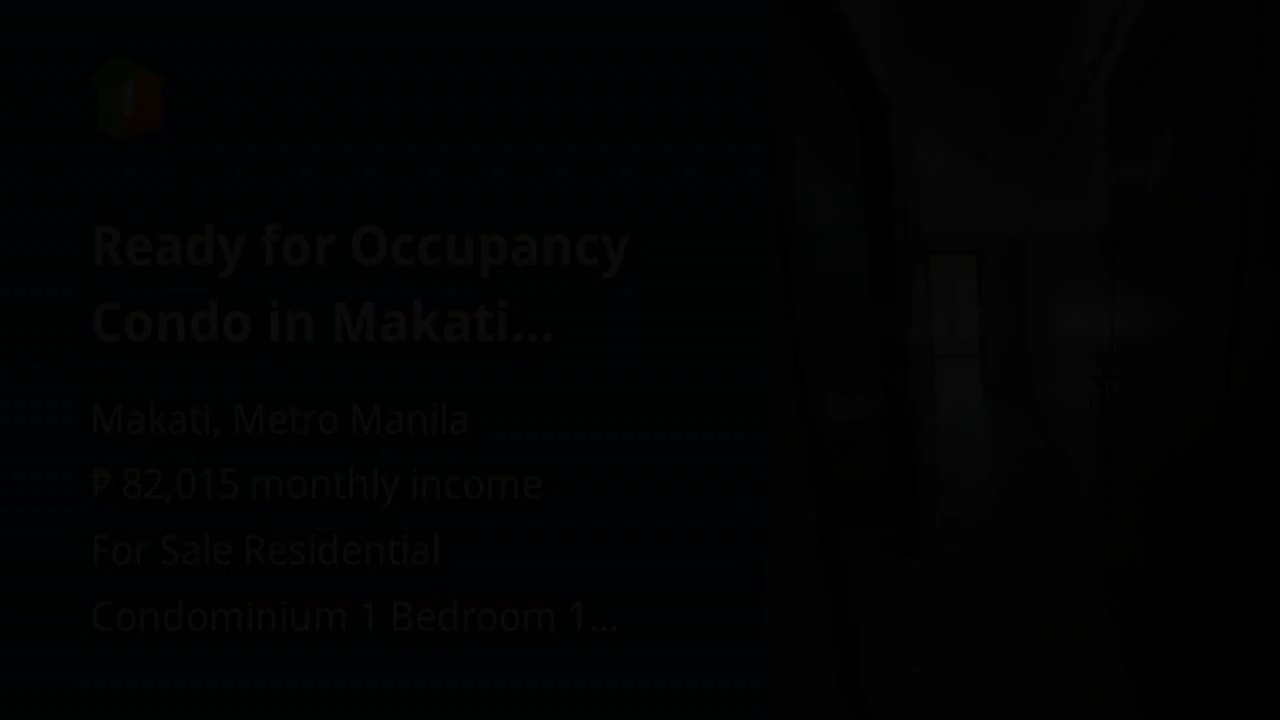 Ready for Occupancy
Condo in Makati...
Makati, Metro Manila
₱ 82,015 monthly income
For Sale Residential
Condominium 1 Bedroom 1...